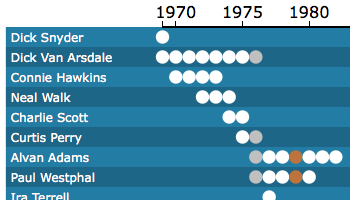 1970 1975 1980
Dick Snyder
Dick Van Arsdale
Connie Hawkins
Neal Walk
Charlie Scott
Curtis Perry
Alvan Adams
Paul Westphal
Ira Terrell